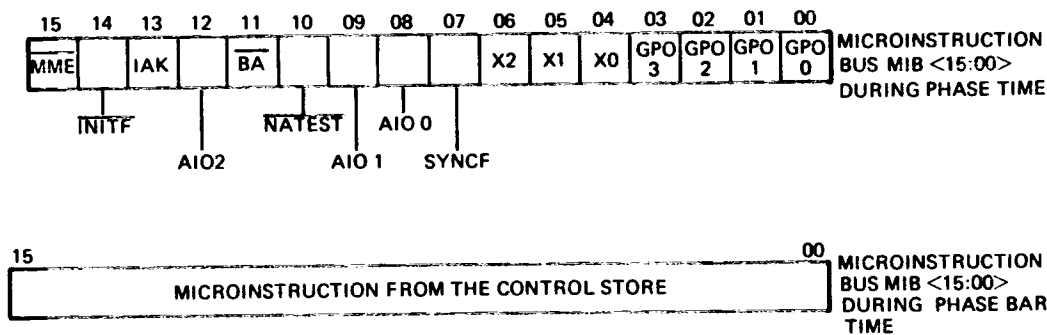 15 14 13 12 11 10 09 08 07 06 05 04 03 02 01 00
MME IAK BA X2 X1 X0 GPO 3 GPO 2 GPO 1 GPO 0
MICROINSTRUCTION
BUS MIB <15:00>
DURING PHASE TIME
INITF NATEST AIO 0
AIO2 AIO 1 SYNCF
15 00
MICROINSTRUCTION FROM THE CONTROL STORE
MICROINSTRUCTION
BUS MIB <15:00>
DURING PHASE BAR
TIME